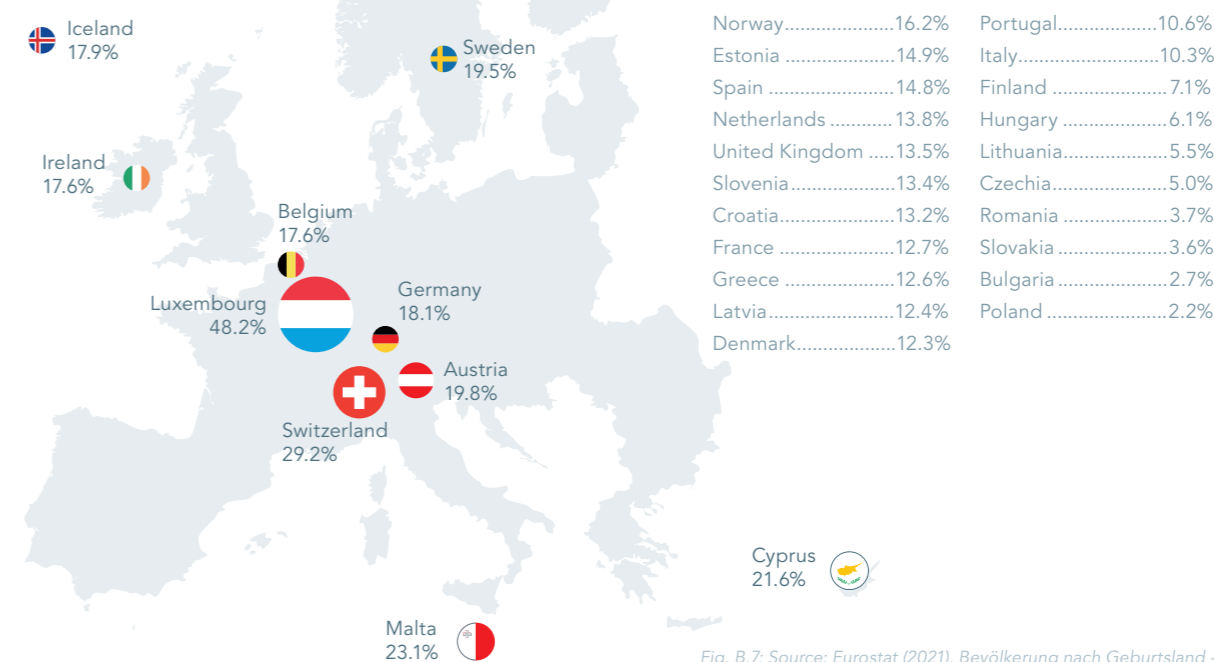 Iceland
17.9%
Sweden
19.5%
Ireland
17.6%
Belgium
17.6%
Luxembourg
48.2%
Germany
18.1%
Austria
19.8%
Switzerland
29.2%
Cyprus
21.6%
Malta
23.1%
Norway.....................16.2%
Estonia .....................14.9%
Spain ........................14.8%
Netherlands ............13.8%
United Kingdom .....13.5%
Slovenia....................13.4%
Croatia......................13.2%
France ......................12.7%
Greece .....................12.6%
Latvia........................12.4%
Denmark...................12.3%
Portugal...................10.6%
Italy...........................10.3%
Finland ......................7.1%
Hungary ....................6.1%
Lithuania....................5.5%
Czechia......................5.0%
Romania ....................3.7%
Slovakia .....................3.6%
Bulgaria .....................2.7%
Poland .......................2.2%
Fig. B.7: Source: Eurostat (2021), Bevölkerung nach Geburtsland -